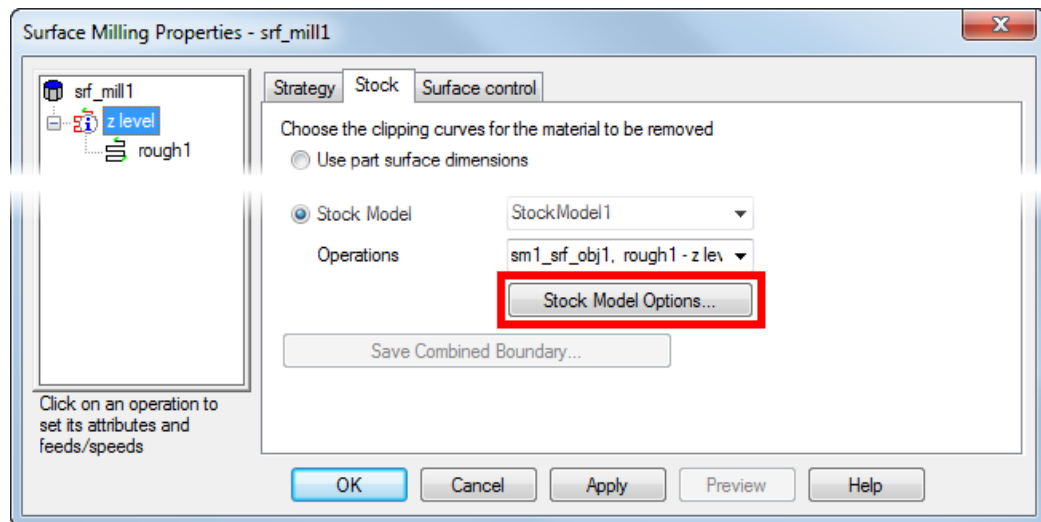 Surface Milling Properties - srf_mill1
srf_mill1
z level
rough1
Click on an operation to
set its attributes and
feeds/speeds
Strategy
Stock
Surface control
Choose the clipping curves for the material to be removed
Use part surface dimensions
Stock Model
StockModel1
Operations
sm1_srf_obj1, rough1 - z lev
Stock Model Options...
Save Combined Boundary...
OK
Cancel
Apply
Preview
Help